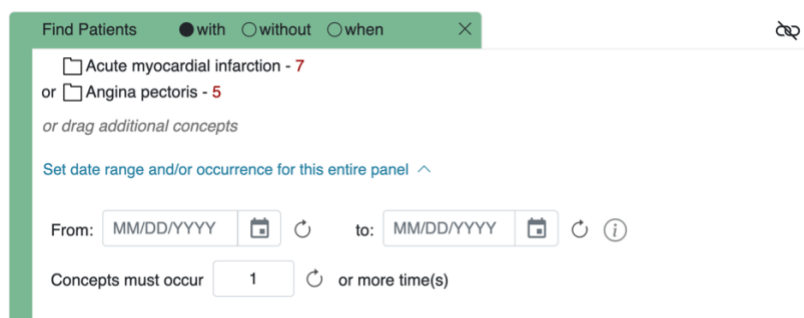 Find Patients with without when
Acute myocardial infarction - 7
or Angina pectoris - 5
or drag additional concepts
Set date range and/or occurrence for this entire panel
From: MM/DD/YYYY to: MM/DD/YYYY i
Concepts must occur 1 or more time(s)